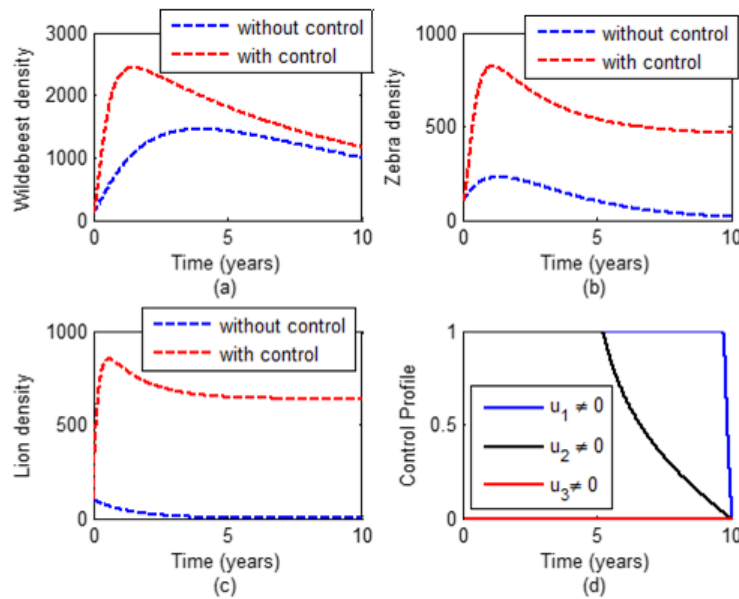 3000
2000
1000
0
Wildebeest density
without control
with control
0 5 10
Time (years)
(a)
1000
500
0
Zebra density
without control
with control
0 5 10
Time (years)
(b)
1000
500
0
Lion density
without control
with control
0 5 10
Time (years)
(c)
1
0.5
0
Control Profile
u₁ ≠ 0
u₂ ≠ 0
u₃≠ 0
0 5 10
Time (years)
(d)